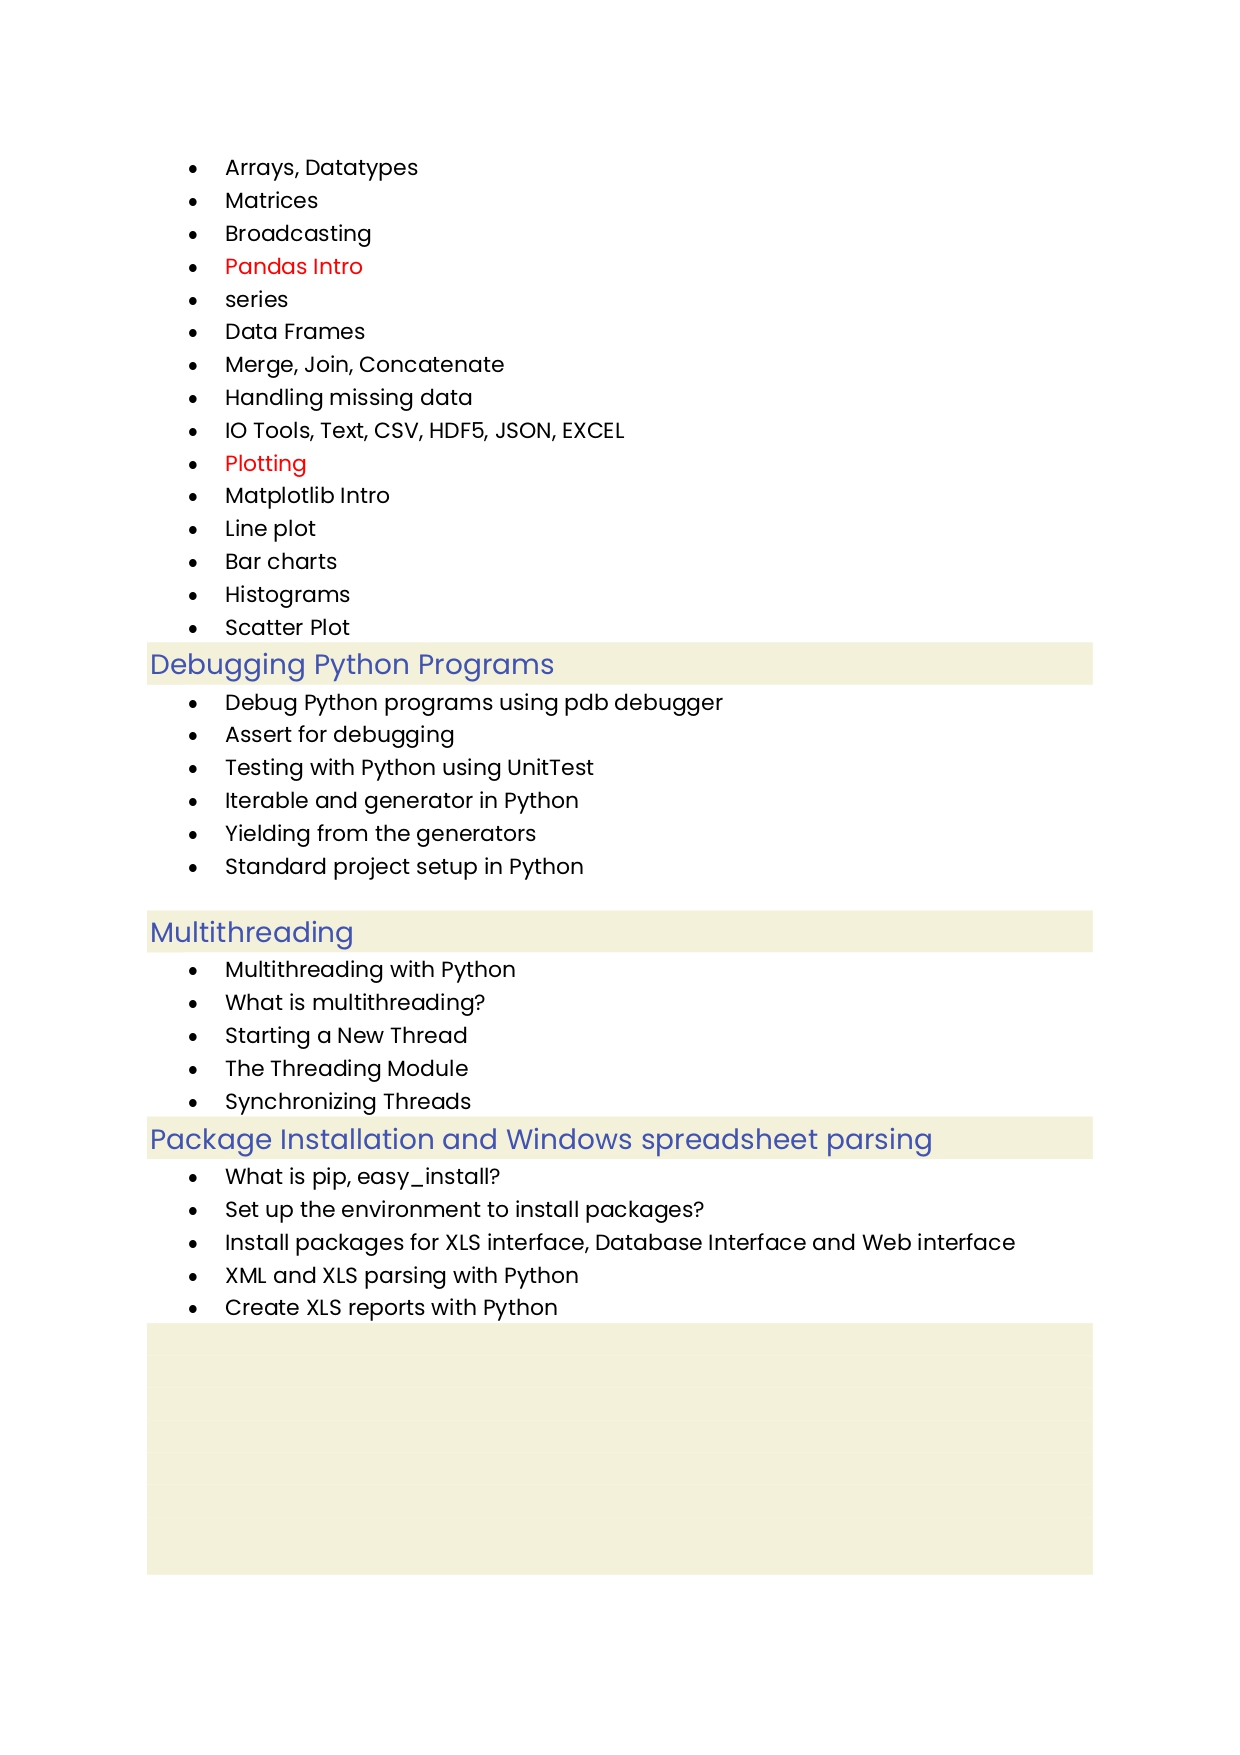 • Arrays, Datatypes
• Matrices
• Broadcasting
• Pandas Intro
• series
• Data Frames
• Merge, Join, Concatenate
• Handling missing data
• IO Tools, Text, CSV, HDF5, JSON, EXCEL
• Plotting
• Matplotlib Intro
• Line plot
• Bar charts
• Histograms
• Scatter Plot
Debugging Python Programs
• Debug Python programs using pdb debugger
• Assert for debugging
• Testing with Python using UnitTest
• Iterable and generator in Python
• Yielding from the generators
• Standard project setup in Python
Multithreading
• Multithreading with Python
• What is multithreading?
• Starting a New Thread
• The Threading Module
• Synchronizing Threads
Package Installation and Windows spreadsheet parsing
• What is pip, easy_install?
• Set up the environment to install packages?
• Install packages for XLS interface, Database Interface and Web interface
• XML and XLS parsing with Python
• Create XLS reports with Python